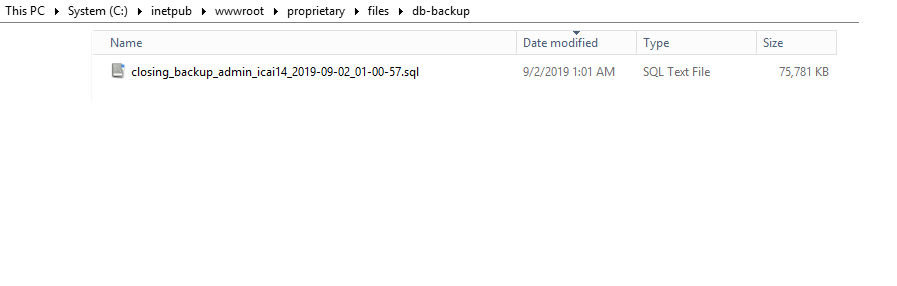 This PC System (C:) inetpub wwwroot proprietary files db-backup
Name Date modified Type Size
closing_backup_admin_icai14_2019-09-02_01-00-57.sql 9/2/2019 1:01 AM SQL Text File 75,781 KB